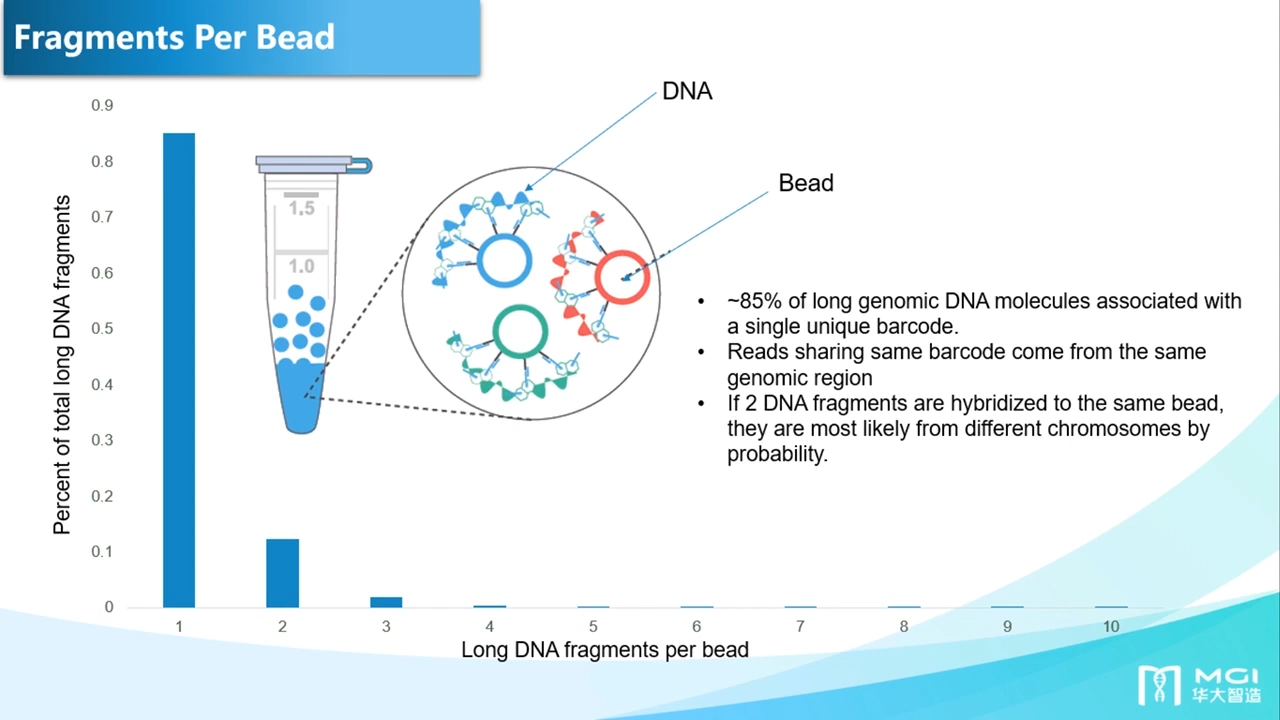 Fragments Per Bead
DNA
Bead
Percent of total long DNA fragments
0.9
0.8
0.7
0.6
0.5
0.4
0.3
0.2
0.1
0
1.5
1.0
• ~85% of long genomic DNA molecules associated with
a single unique barcode.
• Reads sharing same barcode come from the same
genomic region
• If 2 DNA fragments are hybridized to the same bead,
they are most likely from different chromosomes by
probability.
1 2 3 4 5 6 7 8 9 10
Long DNA fragments per bead
MGI
华大智造